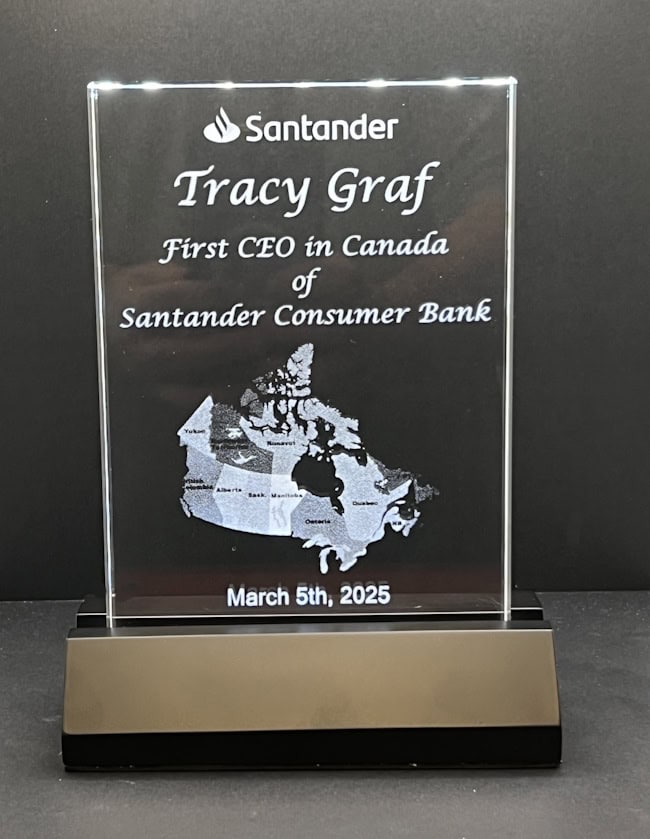 Santander
Tracy Graf
First CEO in Canada
of
Santander Consumer Bank
Yukon
Nunavut
Alberta
Sask.
Manitoba
Quebec
Ontario
NB
March 5th, 2025